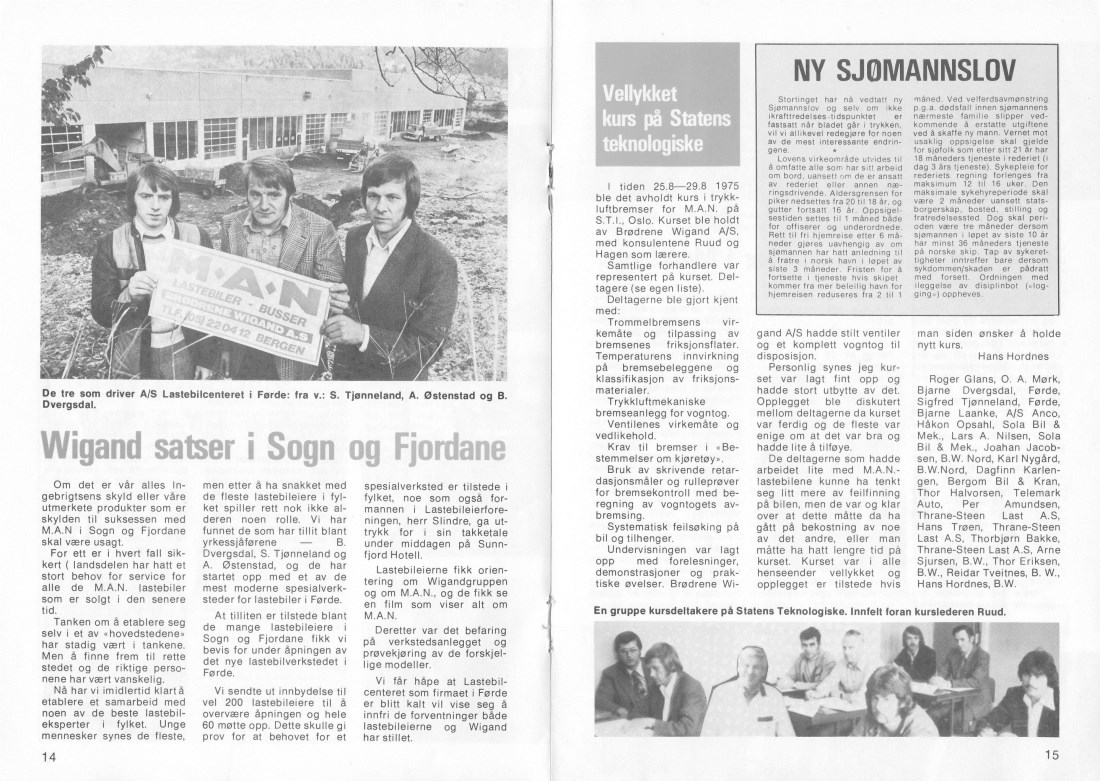 M.A.N
LASTEBILER - BUSSER
BRØDRENE WIGAND A.S
TLF. (05) 22 04 12 BERGEN
De tre som driver A/S Lastebilcenteret i Førde: fra v.: S. Tjønneland, A. Østenstad og B.
Dvergsdal.
Wigand satser i Sogn og Fjordane
Om det er vår alles In-
gebrigtsens skyld eller våre
utmerkete produkter som er
skylden til suksessen med
M.A.N i Sogn og Fjordane
skal være usagt.
For ett er i hvert fall sik-
kert ( landsdelen har hatt et
stort behov for service for
alle de M.A.N. lastebiler
som er solgt i den senere
tid.
Tanken om å etablere seg
selv i et av «hovedstedene»
har stadig vært i tankene.
Men å finne frem til rette
stedet og de riktige perso-
nene har vært vanskelig.
Nå har vi imidlertid klart å
etablere et samarbeid med
noen av de beste lastebil-
eksperter i fylket. Unge
mennesker synes de fleste,
men etter å ha snakket med
de fleste lastebileiere i fyl-
ket spiller rett nok ikke al-
deren noen rolle. Vi har
funnet de som har tillit blant
yrkessjåførene — B.
Dvergsdal, S. Tjønneland og
A. Østenstad, og de har
startet opp med et av de
mest moderne spesialverk-
steder for lastebiler i Førde.
At tilliten er tilstede blant
de mange lastebileiere i
Sogn og Fjordane fikk vi
bevis for under åpningen av
det nye lastebilverkstedet i
Førde.
Vi sendte ut innbydelse til
vel 200 lastebileiere til å
overvære åpningen og hele
60 møtte opp. Dette skulle gi
prov for at behovet for et
spesialverksted er tilstede i
fylket, noe som også for-
mannen i Lastebileierfore-
ningen, herr Slindre, ga ut-
trykk for i sin takketale
under middagen på Sunn-
fjord Hotell.
Lastebileierne fikk orien-
tering om Wigandgruppen
og om M.A.N., og de fikk se
en film som viser alt om
M.A.N.
Deretter var det befaring
på verkstedsanlegget og
prøvekjøring av de forskjel-
lige modeller.
Vi får håpe at Lastebil-
centeret som firmaet i Førde
er blitt kalt vil vise seg å
innfri de forventninger både
lastebileierne og Wigand
har stillet.
14
Vellykket
kurs på Statens
teknologiske
I tiden 25.8—29.8 1975
ble det avholdt kurs i trykk-
luftbremser for M.A.N. på
S.T.I., Oslo. Kurset ble holdt
av Brødrene Wigand A/S,
med konsulentene Ruud og
Hagen som lærere.
Samtlige forhandlere var
representert på kurset. Del-
tagere (se egen liste).
Deltagerne ble gjort kjent
med:
Trommelbremsens vir-
kemåte og tilpasning av
bremsenes friksjonsflater.
Temperaturens innvirkning
på bremsebeleggene og
klassifikasjon av friksjons-
materialer.
Trykkluftmekaniske
bremseanlegg for vogntog.
Ventilenes virkemåte og
vedlikehold.
Krav til bremser i «Be-
stemmelser om kjøretøy».
Bruk av skrivende retar-
dasjonsmåler og rulleprøver
for bremsekontroll med be-
regning av vogntogets av-
bremsing.
Systematisk feilsøking på
bil og tilhenger.
Undervisningen var lagt
opp med forelesninger,
demonstrasjoner og prak-
tiske øvelser. Brødrene Wi-
NY SJØMANNSLOV
Stortinget har nå vedtatt ny
Sjømannslov og selv om ikke
ikrafttredelses-tidspunktet er
fastsatt når bladet går i trykken,
vil vi allikevel redegjøre for noen
av de mest interessante endrin-
gene.
*
Lovens virkeområde utvides til
å omfatte alle som har sitt arbeid
om bord, uansett om de er ansatt
av rederiet eller annen næ-
ringsdrivende. Aldersgrensen for
piker nedsettes fra 20 til 18 år, og
gutter fortsatt 16 år. Oppsigel-
sestiden settes til 1 måned både
for offiserer og underordnede.
Rett til fri hjemreise etter 6 må-
neder gjøres uavhengig av om
sjømannen har hatt anledning til
å fratre i norsk havn i løpet av
siste 3 måneder. Fristen for å
fortsette i tjeneste hvis skipet
kommer fra mer beleilig havn for
hjemreisen reduseres fra 2 til 1
måned. Ved velferdsavmønstring
p.g.a. dødsfall innen sjømannens
nærmeste familie slipper ved-
kommende å erstatte utgiftene
ved å skaffe ny mann. Vernet mot
usaklig oppsigelse skal gjelde
for sjøfolk som etter sitt 21 år har
18 måneders tjeneste i rederiet (i
dag 3 års tjeneste). Sykepleie for
rederiets regning forlenges fra
maksimum 12 til 16 uker. Den
maksimale sykehyreperiode skal
være 2 måneder uansett stats-
borgerskap, bosted, stilling og
fratredelsessted. Dog skal peri-
oden være tre måneder dersom
sjømannen i løpet av siste 10 år
har minst 36 måneders tjeneste
på norske skip. Tap av sykeret-
tigheter inntreffer bare dersom
sykdommen/skaden er pådratt
med forsett. Ordningen med
ileggelse av disiplinbot («log-
ging») oppheves.
gand A/S hadde stilt ventiler
og et komplett vogntog til
disposisjon.
Personlig synes jeg kur-
set var lagt fint opp og
hadde stort utbytte av det.
Opplegget ble diskutert
mellom deltagerne da kurset
var ferdig og de fleste var
enige om at det var bra og
hadde lite å tilføye.
De deltagerne som hadde
arbeidet lite med M.A.N.-
lastebilene kunne ha tenkt
seg litt mere av feilfinning
på bilen, men de var og klar
over at dette måtte da ha
gått på bekostning av noe
av det andre, eller man
måtte ha hatt lengre tid på
kurset. Kurset var i alle
henseender vellykket og
opplegget er tilstede hvis
man siden ønsker å holde
nytt kurs.
Hans Hordnes
Roger Glans, O. A. Mørk,
Bjarne Dvergsdal, Førde,
Sigfred Tjønneland, Førde,
Bjarne Laanke, A/S Anco,
Håkon Opsahl, Sola Bil &
Mek., Lars A. Nilsen, Sola
Bil & Mek., Joahan Jacob-
sen, B.W. Nord, Karl Nygård,
B.W.Nord, Dagfinn Karlen-
gen, Bergom Bil & Kran,
Thor Halvorsen, Telemark
Auto, Per Amundsen,
Thrane-Steen Last A.S,
Hans Trøen, Thrane-Steen
Last A.S, Thorbjørn Bakke,
Thrane-Steen Last A.S, Arne
Sjursen, B.W., Thor Eriksen,
B.W., Reidar Tveitnes, B. W.,
Hans Hordnes, B.W.
En gruppe kursdeltakere på Statens Teknologiske. Innfelt foran kurslederen Ruud.
15